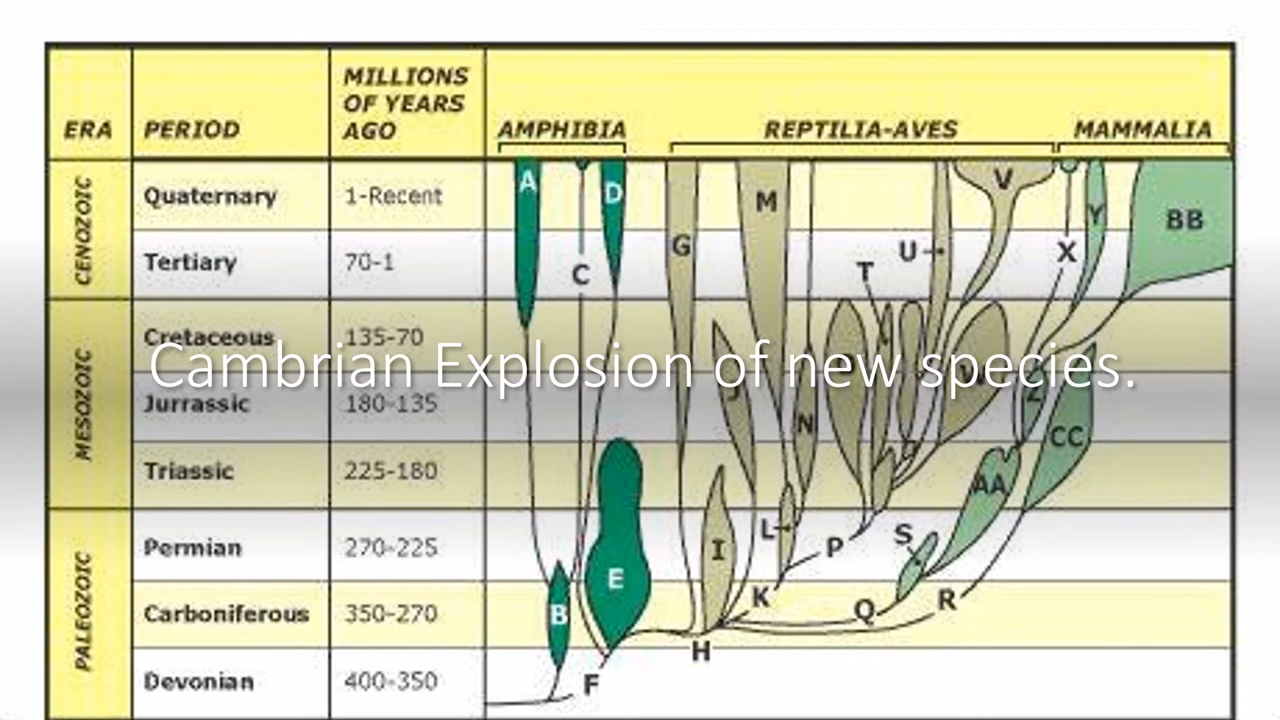 ERA
PERIOD
MILLIONS
OF YEARS
AGO
AMPHIBIA
REPTILIA-AVES
MAMMALIA
CENOZOIC
Quaternary
1-Recent
Tertiary
70-1
MESOZOIC
Cretaceous
135-70
Cambrian Explosion of new species.
Jurrassic
180-135
Triassic
225-180
PALEOZOIC
Permian
270-225
Carboniferous
350-270
Devonian
400-350
A
D
C
B
E
F
G
M
V
U
T
X
Y
BB
J
N
Z
CC
AA
L
I
P
S
K
Q
R
H